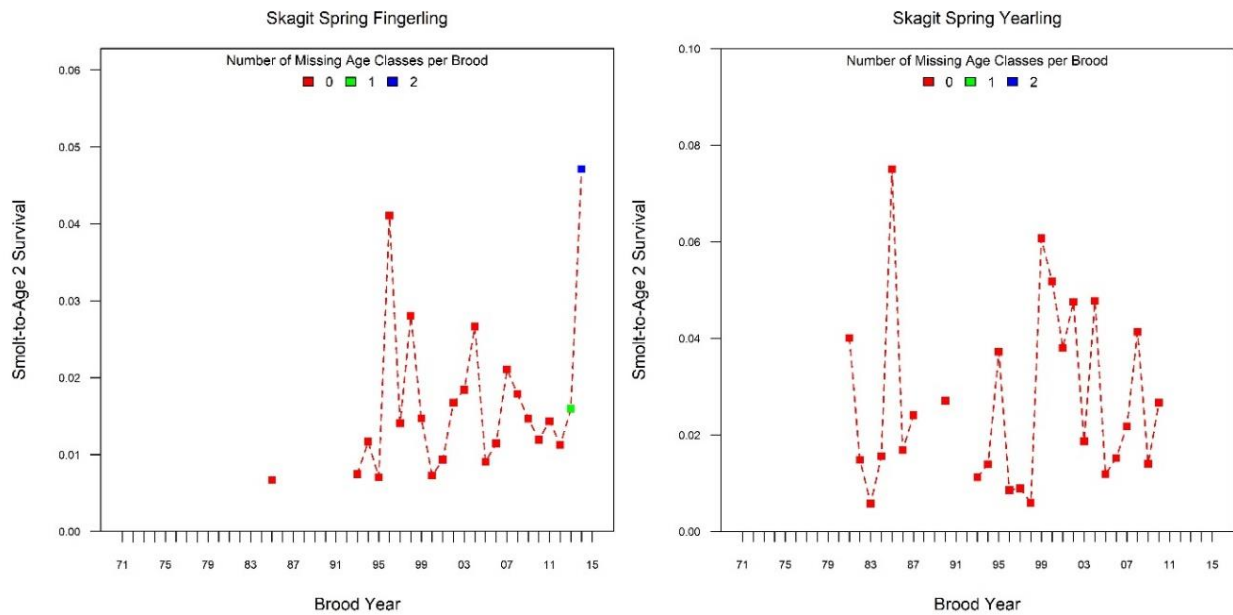 Skagit Spring Fingerling
Number of Missing Age Classes per Brood
0 1 2
Smolt-to-Age 2 Survival
0.06
0.05
0.04
0.03
0.02
0.01
0.00
71 75 79 83 87 91 95 99 03 07 11 15
Brood Year
Skagit Spring Yearling
Number of Missing Age Classes per Brood
0 1 2
Smolt-to-Age 2 Survival
0.10
0.08
0.06
0.04
0.02
0.00
71 75 79 83 87 91 95 99 03 07 11 15
Brood Year